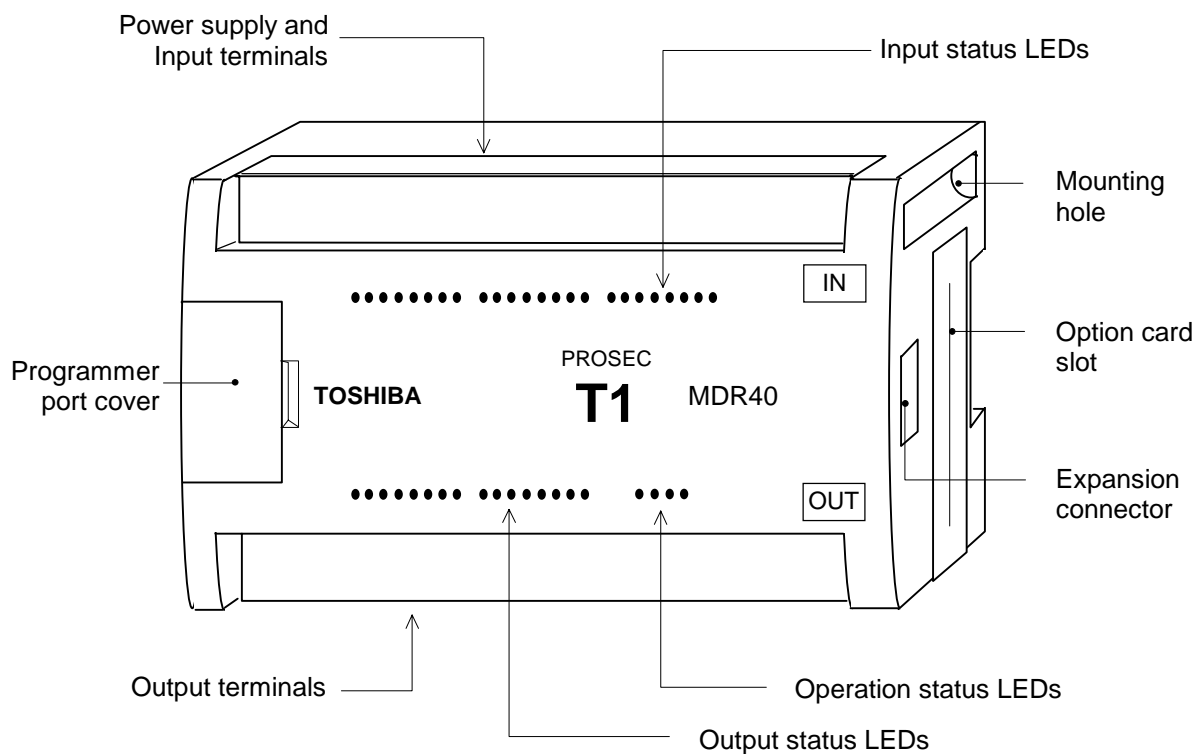 Power supply and
Input terminals
Input status LEDs
Mounting
hole
IN
Option card
slot
PROSEC
Programmer
port cover
TOSHIBA
T1
MDR40
Expansion
connector
OUT
Output terminals
Operation status LEDs
Output status LEDs